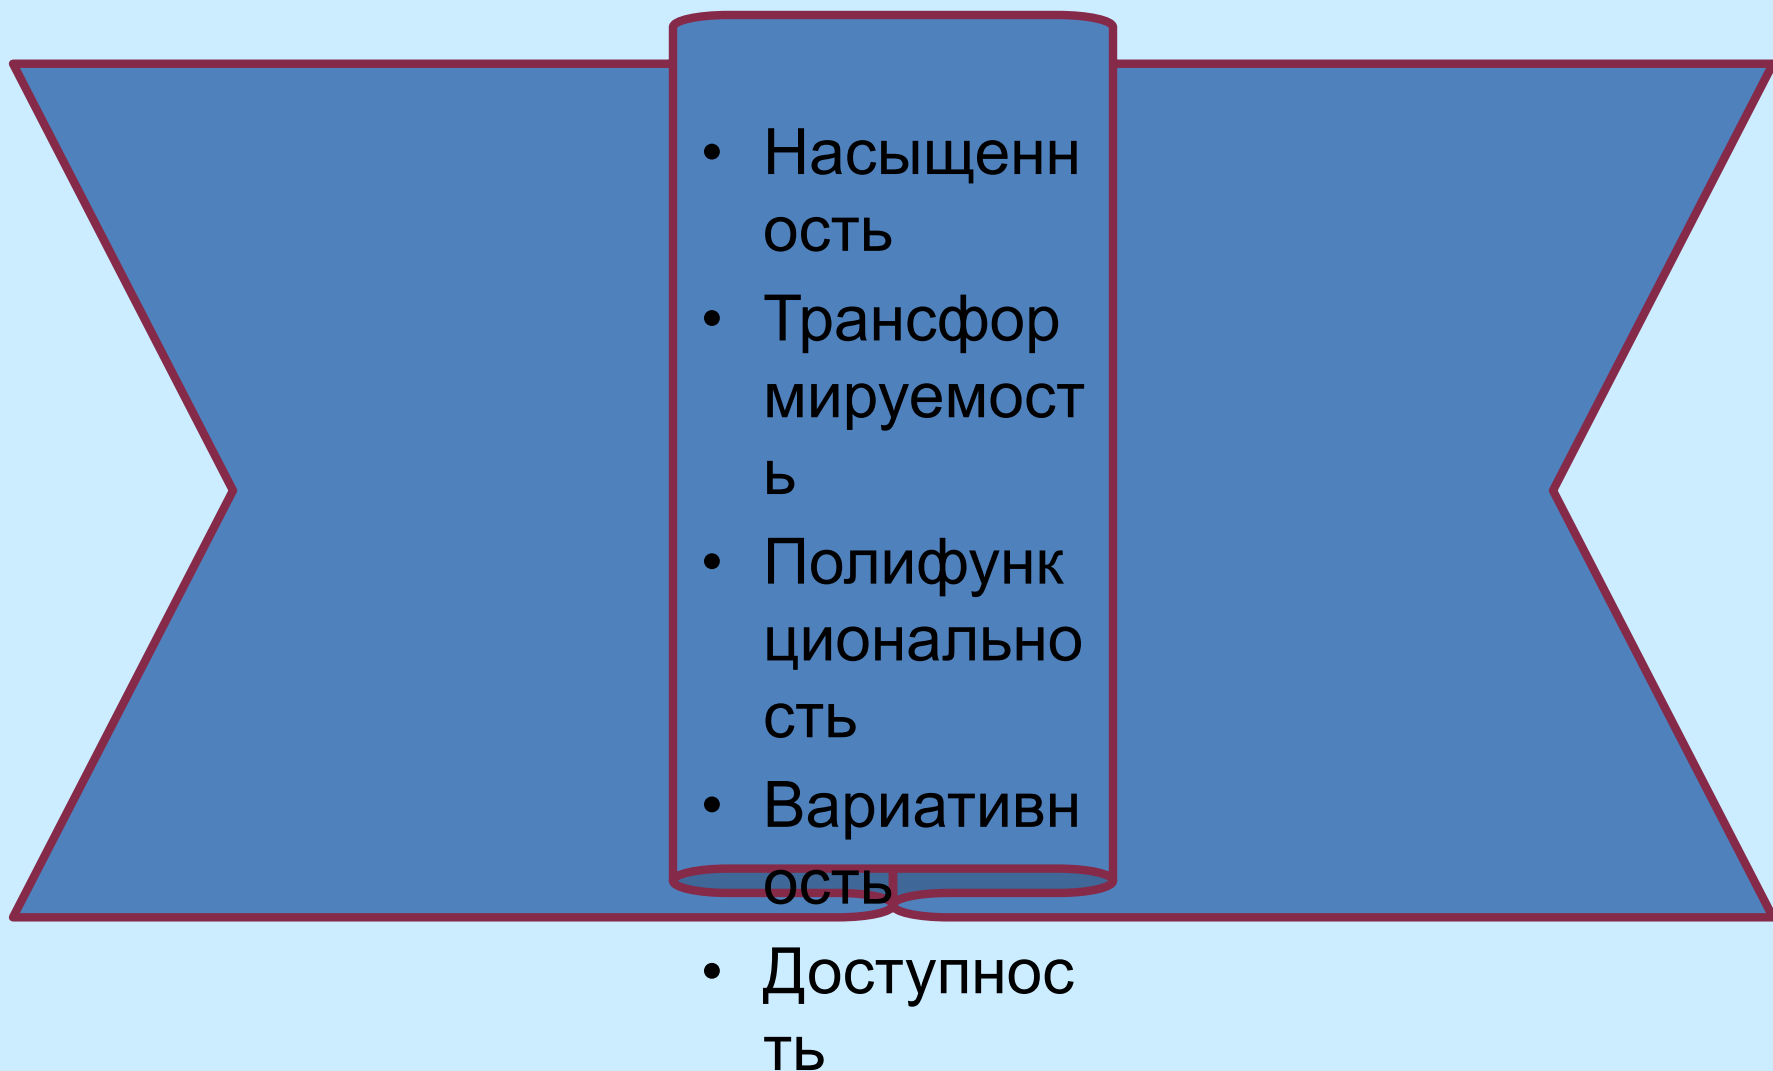 • Насыщенн
ость
• Трансфор
мируемост
ь
• Полифунк
ционально
сть
• Вариативн
ость
• Доступнос
ть